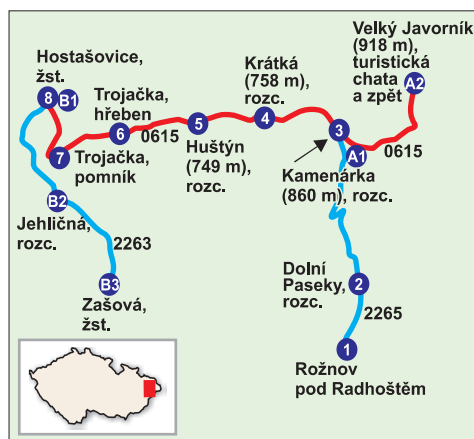 Velký Javorník
(918 m),
turistická
chata
a zpět
A2
Hostašovice,
žst.
8
B1
Krátká
(758 m),
rozc.
Trojačka,
hřeben
0615
6
5
4
3
A1
0615
7
Trojačka,
pomník
Huštýn
(749 m),
rozc.
Kamenárka
(860 m), rozc.
B2
Jehličná,
rozc.
2263
B3
Zašová,
žst.
Dolní
Paseky,
rozc.
2
2265
1
Rožnov
pod Radhoštěm